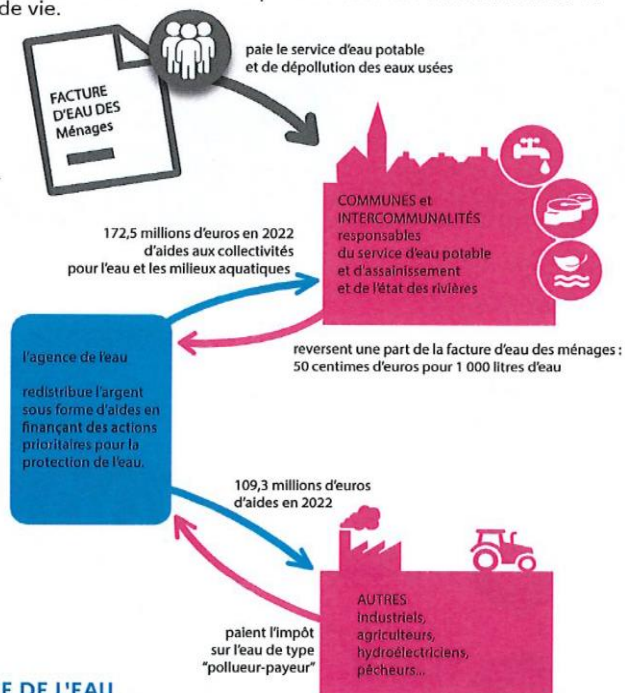 de vie.
paie le service d'eau potable
et de dépollution des eaux usées
FACTURE
D'EAU DES
Ménages
COMMUNES et
INTERCOMMUNALITÉS
responsables
du service d'eau potable
et d'assainissement
et de l'état des rivières
172,5 millions d'euros en 2022
d'aides aux collectivités
pour l'eau et les milieux aquatiques
reversent une part de la facture d'eau des ménages :
50 centimes d'euros pour 1 000 litres d'eau
l'agence de l'eau
redistribue l'argent
sous forme d'aides en
finançant des actions
prioritaires pour la
protection de l'eau.
109,3 millions d'euros
d'aides en 2022
paient l'impôt
sur l'eau de type
"pollueur-payeur"
AUTRES
industriels,
agriculteurs,
hydroélectriciens,
pêcheurs...
DE L'EAU